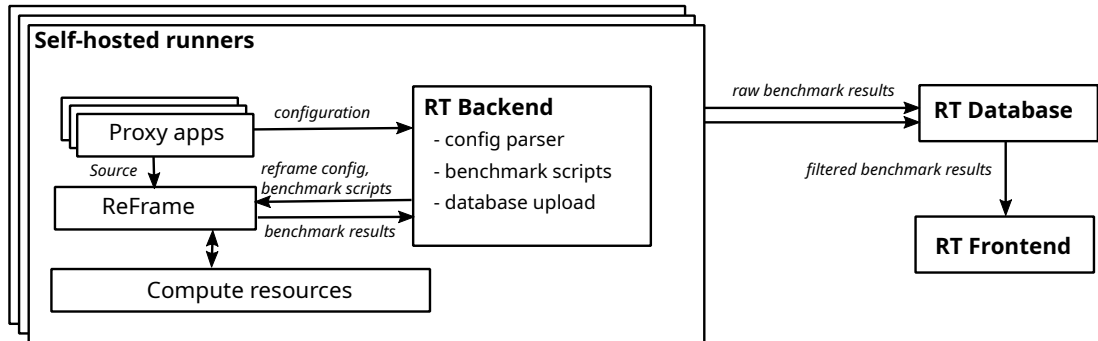 Self-hosted runners
Proxy apps
configuration
RT Backend
- config parser
- benchmark scripts
- database upload
Source
reframe config,
benchmark scripts
ReFrame
benchmark results
Compute resources
raw benchmark results
RT Database
filtered benchmark results
RT Frontend